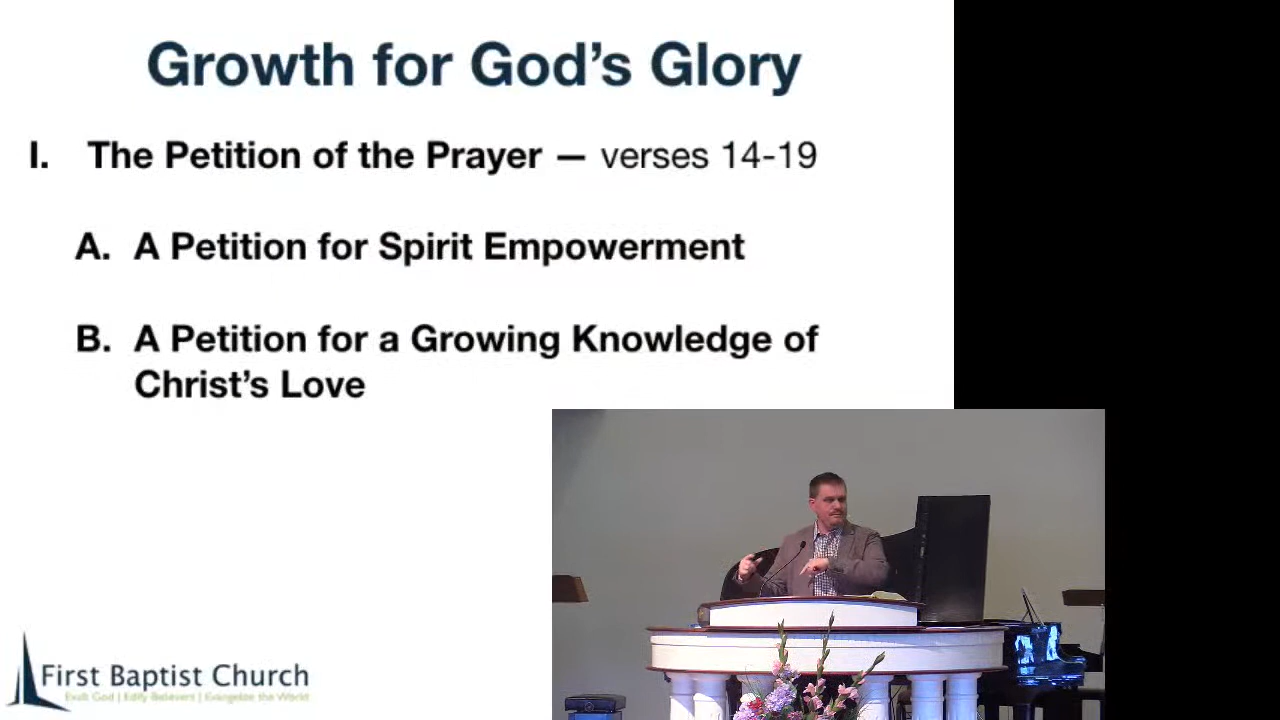 Growth for God’s Glory
I. The Petition of the Prayer — verses 14-19
A. A Petition for Spirit Empowerment
B. A Petition for a Growing Knowledge of
Christ’s Love
First Baptist Church
Exalt God | Edify Believers | Evangelize the World